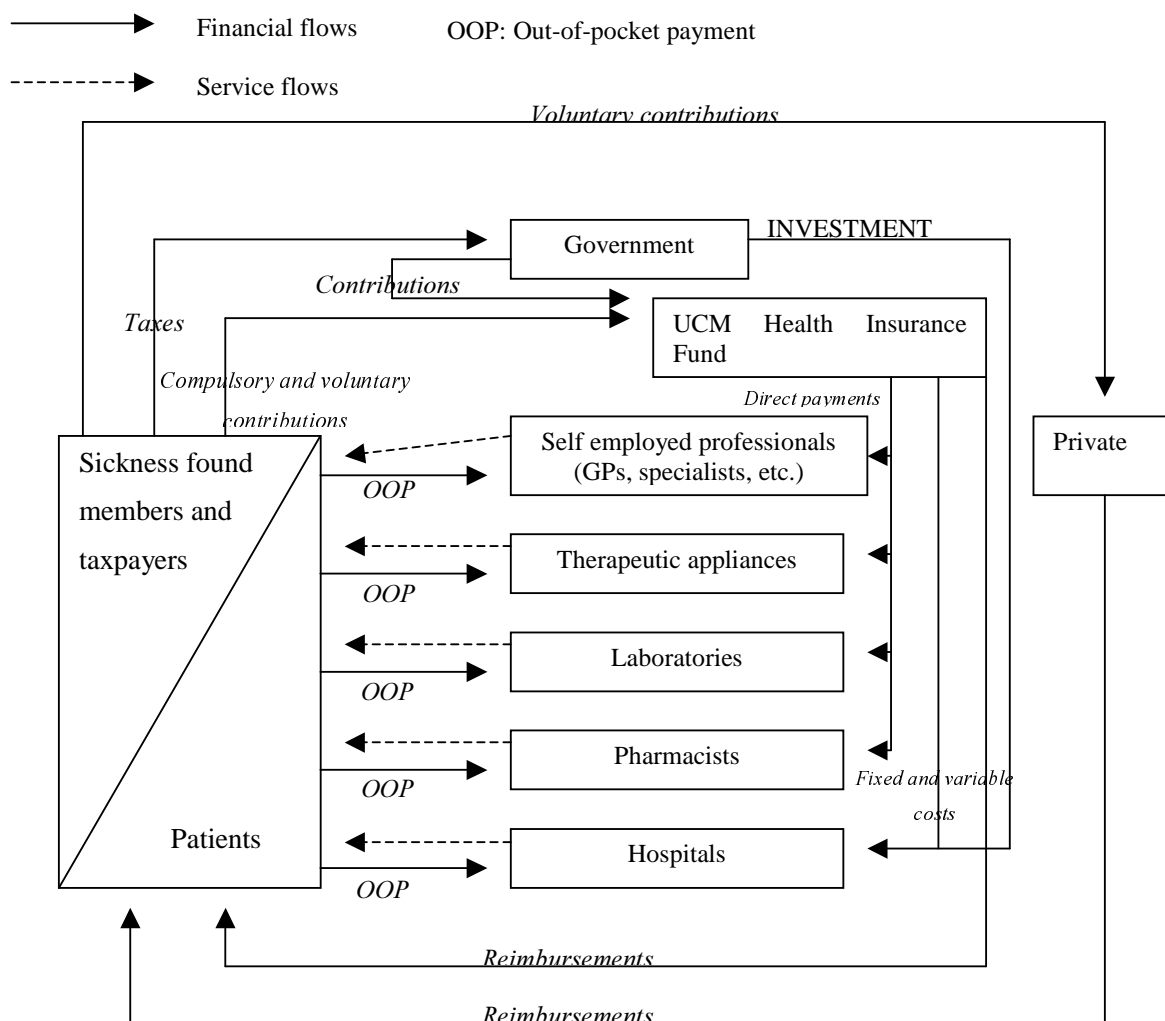 Financial flows
OOP: Out-of-pocket payment
Service flows
Voluntary contributions
Government
INVESTMENT
Contributions
Taxes
UCM Health Insurance
Fund
Compulsory and voluntary
contributions
Direct payments
Sickness found
members and
taxpayers
Self employed professionals
(GPs, specialists, etc.)
Private
OOP
Therapeutic appliances
OOP
Laboratories
OOP
Pharmacists
OOP
Fixed and variable
costs
Patients
Hospitals
OOP
Reimbursements
Reimbursements